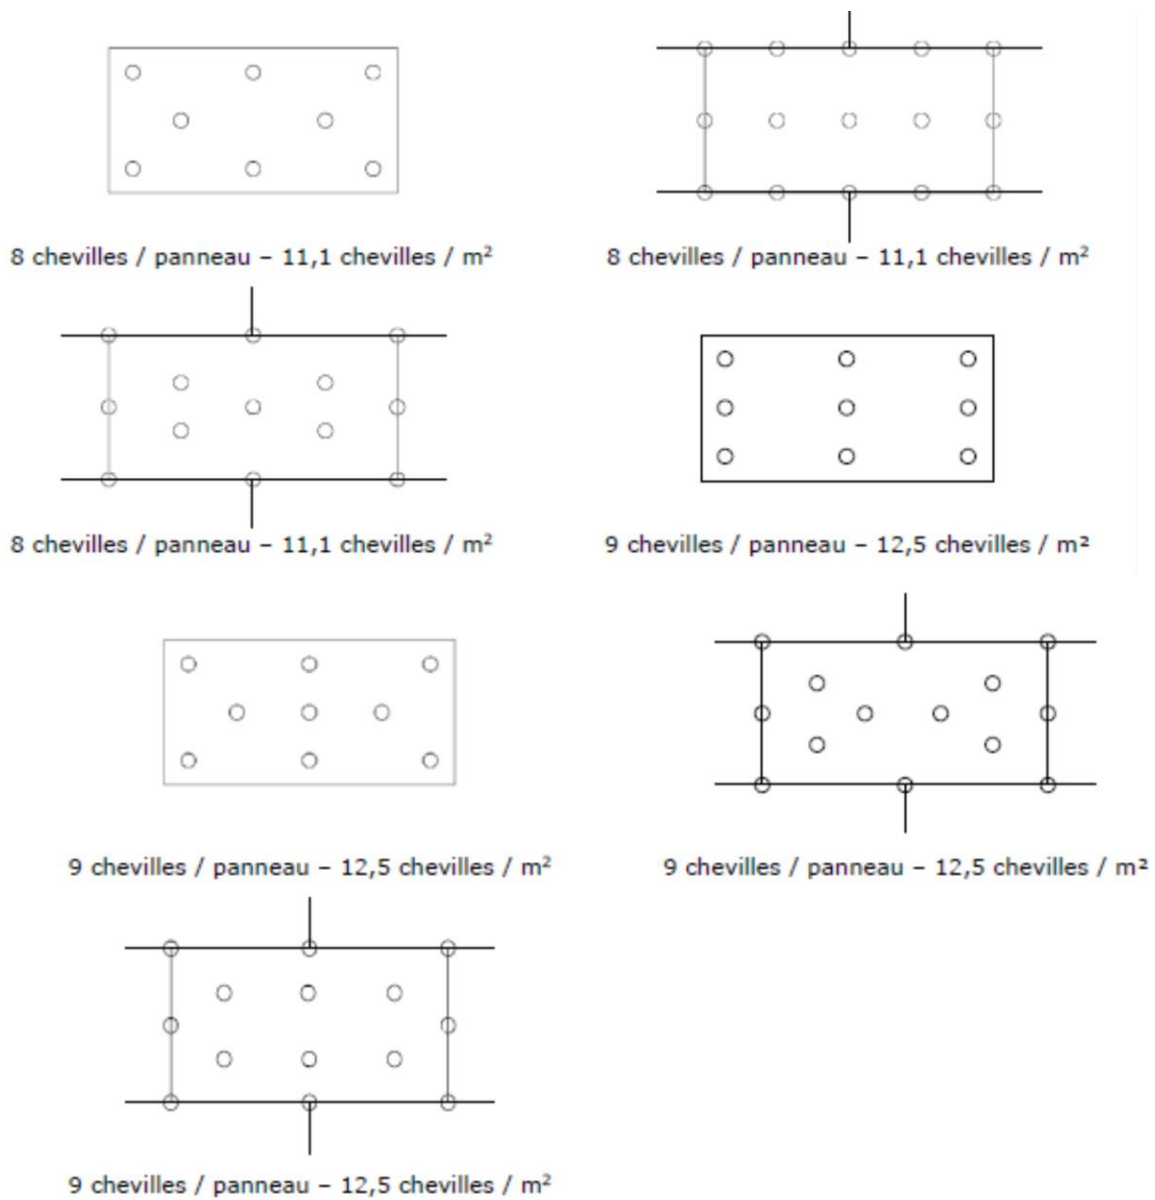 8 chevilles / panneau – 11,1 chevilles / m²
8 chevilles / panneau – 11,1 chevilles / m²
8 chevilles / panneau – 11,1 chevilles / m²
9 chevilles / panneau – 12,5 chevilles / m²
9 chevilles / panneau – 12,5 chevilles / m²
9 chevilles / panneau – 12,5 chevilles / m²
9 chevilles / panneau – 12,5 chevilles / m²